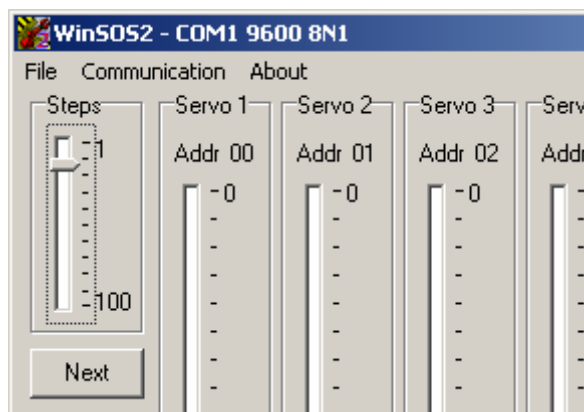 WinSOS2 - COM1 9600 8N1
File Communication About
Steps Servo 1 Servo 2 Servo 3
Addr 00 Addr 01 Addr 02
1 0 0 0
100
Next